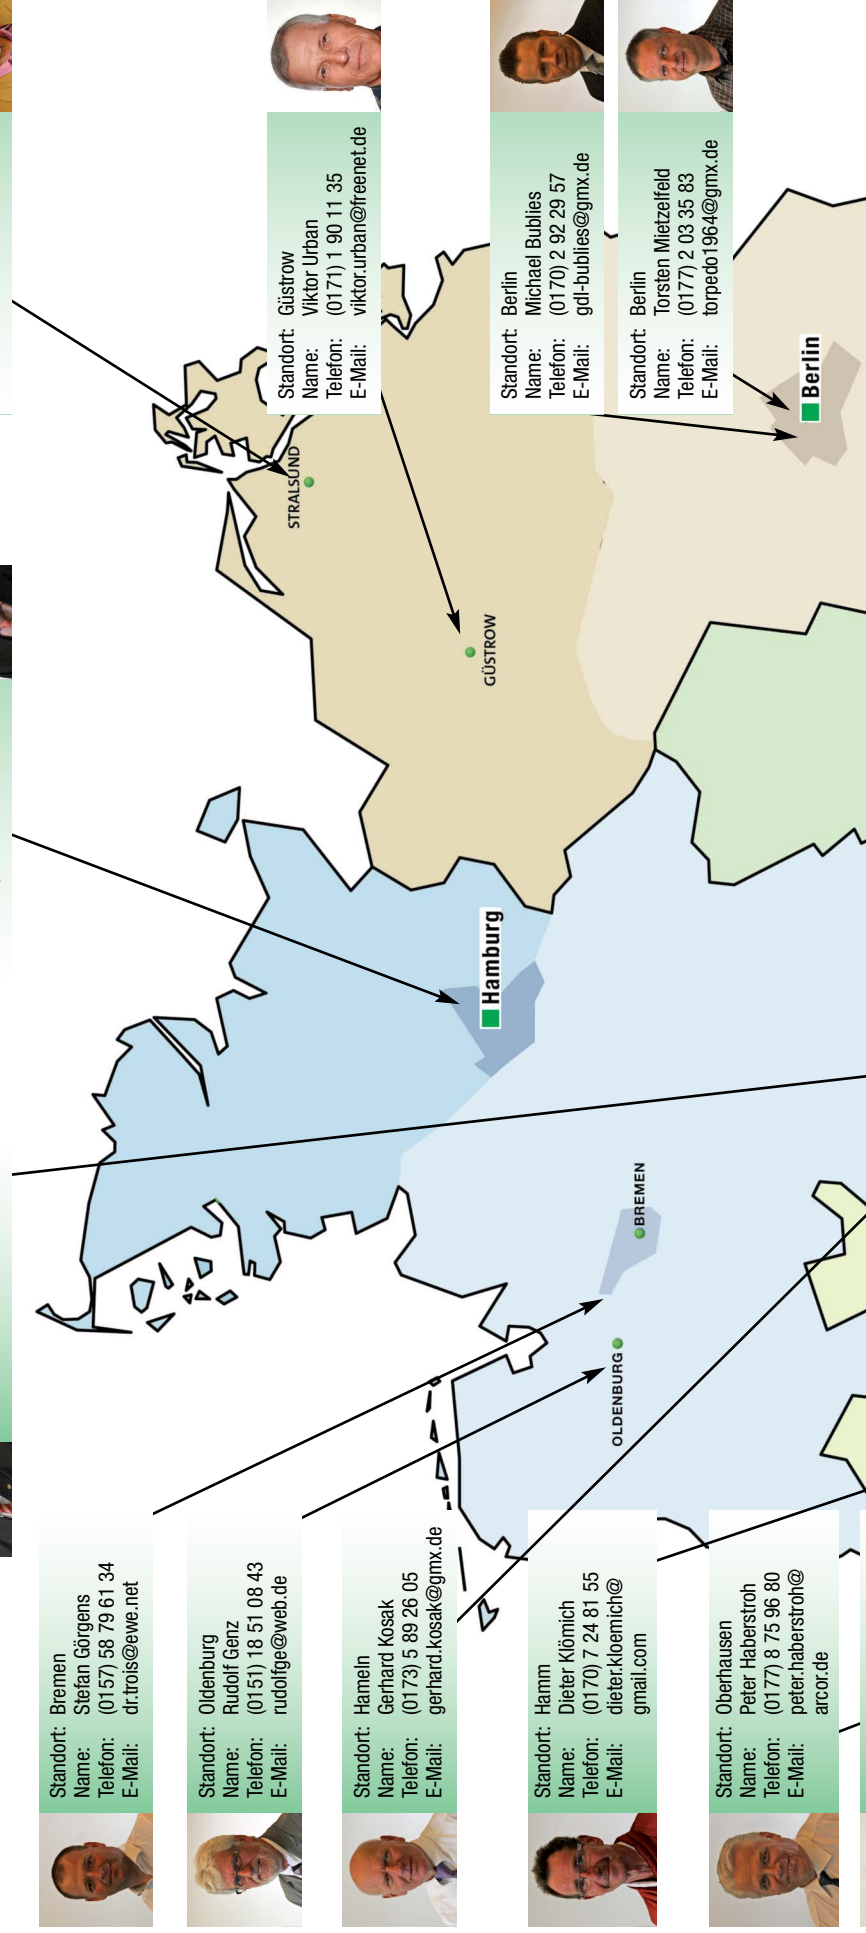 Standort: Güstrow
Name: Viktor Urban
Telefon: (0171) 1 90 11 35
E-Mail: viktor.urban@freenet.de
Standort: Berlin
Name: Michael Bublies
Telefon: (0170) 2 92 29 57
E-Mail: gdl-bublies@gmx.de
Standort: Berlin
Name: Torsten Mietzelfeld
Telefon: (0177) 2 03 35 83
E-Mail: torpedo1964@gmx.de
STRALSUND
GÜSTROW
Berlin
Hamburg
BREMEN
OLDENBURG
Standort: Bremen
Name: Stefan Görgens
Telefon: (0157) 58 79 61 34
E-Mail: dr.trois@ewe.net
Standort: Oldenburg
Name: Rudolf Genz
Telefon: (0151) 18 51 08 43
E-Mail: rudolfge@web.de
Standort: Hameln
Name: Gerhard Kosak
Telefon: (0173) 5 89 26 05
E-Mail: gerhard.kosak@gmx.de
Standort: Hamm
Name: Dieter Klömich
Telefon: (0170) 7 24 81 55
E-Mail: dieter.kloemich@
gmail.com
Standort: Oberhausen
Name: Peter Haberstroh
Telefon: (0177) 8 75 96 80
E-Mail: peter.haberstroh@
arcor.de